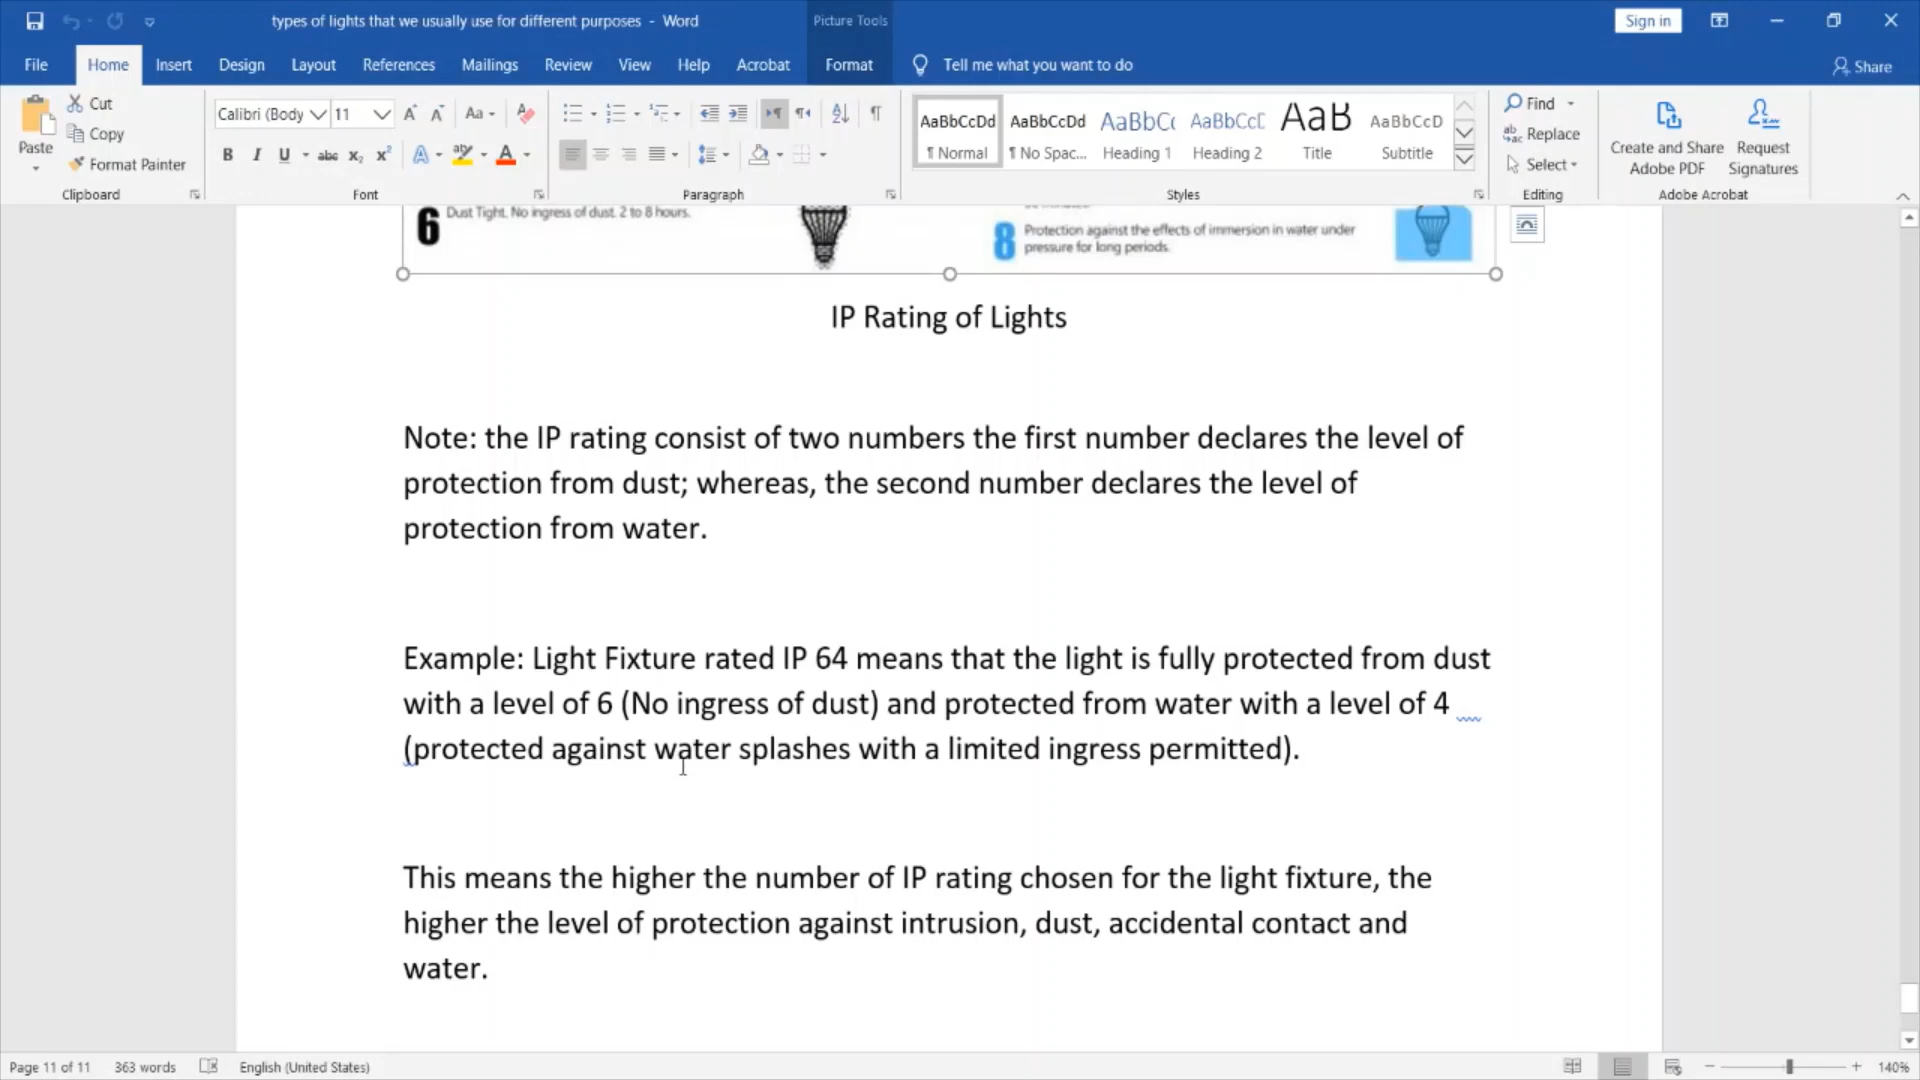 types of lights that we usually use for different purposes - Word
Picture Tools
Sign in
File Home Insert Design Layout References Mailings Review View Help Acrobat Format Tell me what you want to do Share
Paste
Cut
Copy
Format Painter
Clipboard
Calibri (Body 11
Aa
B I U abc x₂ x²
Font
Paragraph
AaBbCcDd AaBbCcDd AaBbCc AaBbCcC AaB AaBbCcD
¶ Normal ¶ No Spac... Heading 1 Heading 2 Title Subtitle
Styles
Find
Replace
Select
Editing
Create and Share Adobe PDF
Request Signatures
Adobe Acrobat
6 Dust Tight. No ingress of dust. 2 to 8 hours.
8 Protection against the effects of immersion in water under
pressure for long periods.
IP Rating of Lights
Note: the IP rating consist of two numbers the first number declares the level of
protection from dust; whereas, the second number declares the level of
protection from water.
Example: Light Fixture rated IP 64 means that the light is fully protected from dust
with a level of 6 (No ingress of dust) and protected from water with a level of 4
(protected against water splashes with a limited ingress permitted).
This means the higher the number of IP rating chosen for the light fixture, the
higher the level of protection against intrusion, dust, accidental contact and
water.
Page 11 of 11 363 words English (United States) 140%